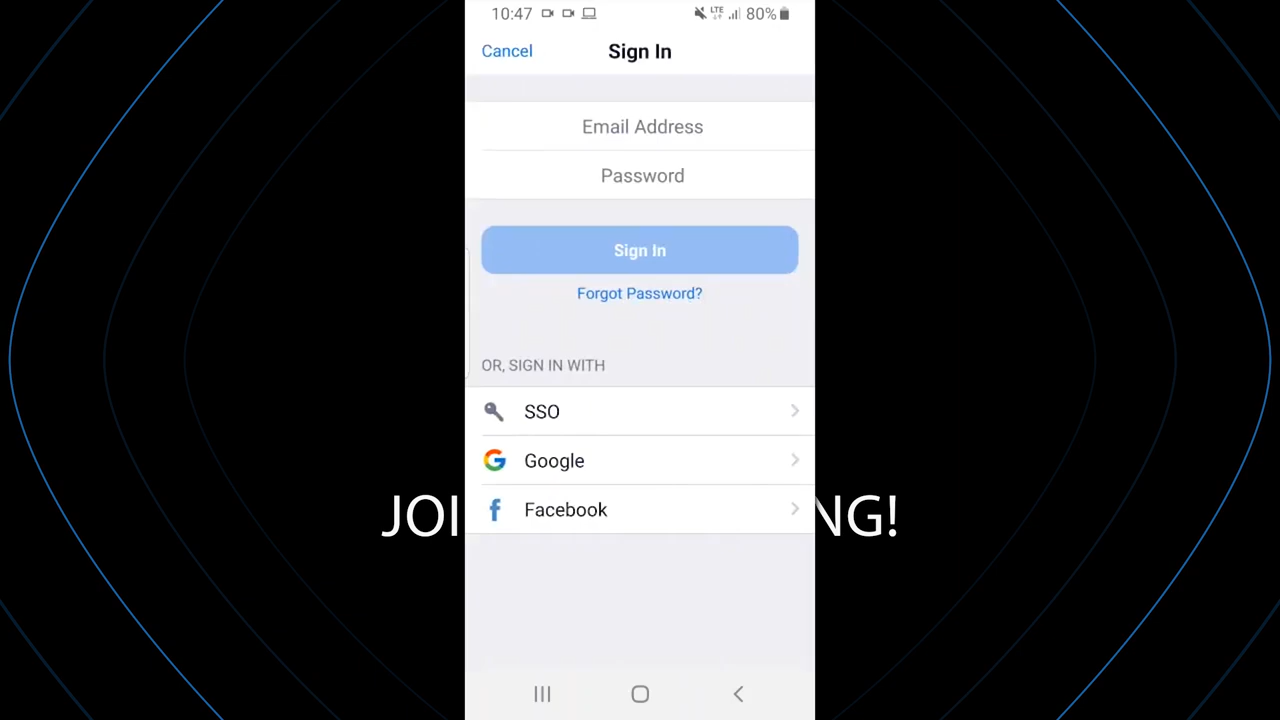 10:47 LTE 80%
Cancel Sign In
Email Address
Password
Sign In
Forgot Password?
OR, SIGN IN WITH
SSO
Google
Facebook
JOI NG!